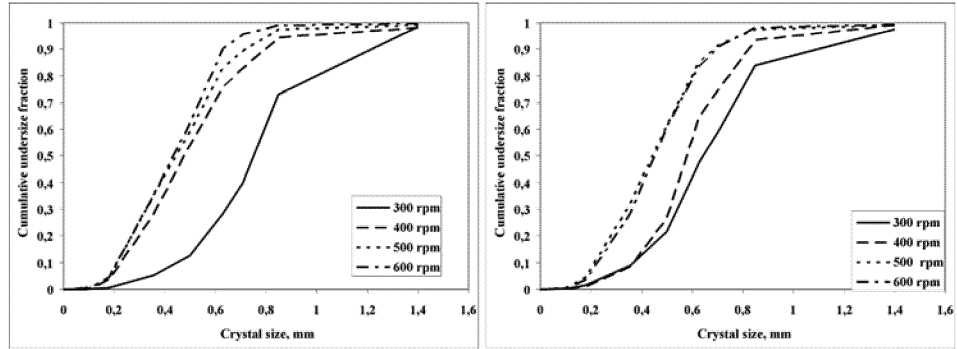 Cumulative undersize fraction
1
0,9
0,8
0,7
0,6
0,5
0,4
0,3
0,2
0,1
0
0 0,2 0,4 0,6 0,8 1 1,2 1,4 1,6
Crystal size, mm
300 rpm
400 rpm
500 rpm
600 rpm
Cumulative undersize fraction
1
0,9
0,8
0,7
0,6
0,5
0,4
0,3
0,2
0,1
0
0 0,2 0,4 0,6 0,8 1 1,2 1,4 1,6
Crystal size, mm
300 rpm
400 rpm
500 rpm
600 rpm